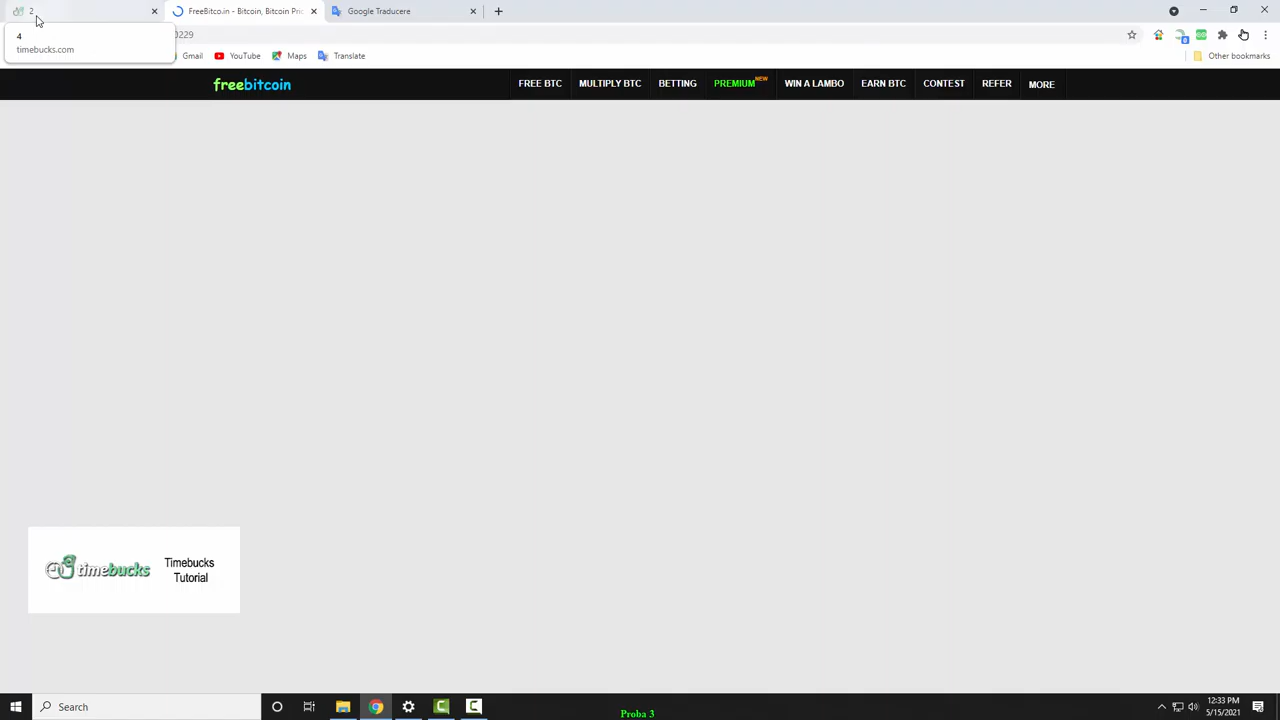 2
FreeBitco.in - Bitcoin, Bitcoin Pric
Google Traducere
4
timebucks.com
0229
Gmail
YouTube
Maps
Translate
Other bookmarks
freebitcoin
FREE BTC
MULTIPLY BTC
BETTING
PREMIUM NEW
WIN A LAMBO
EARN BTC
CONTEST
REFER
MORE
timebucks
Timebucks
Tutorial
Search
Proba 3
12:33 PM
5/15/2021